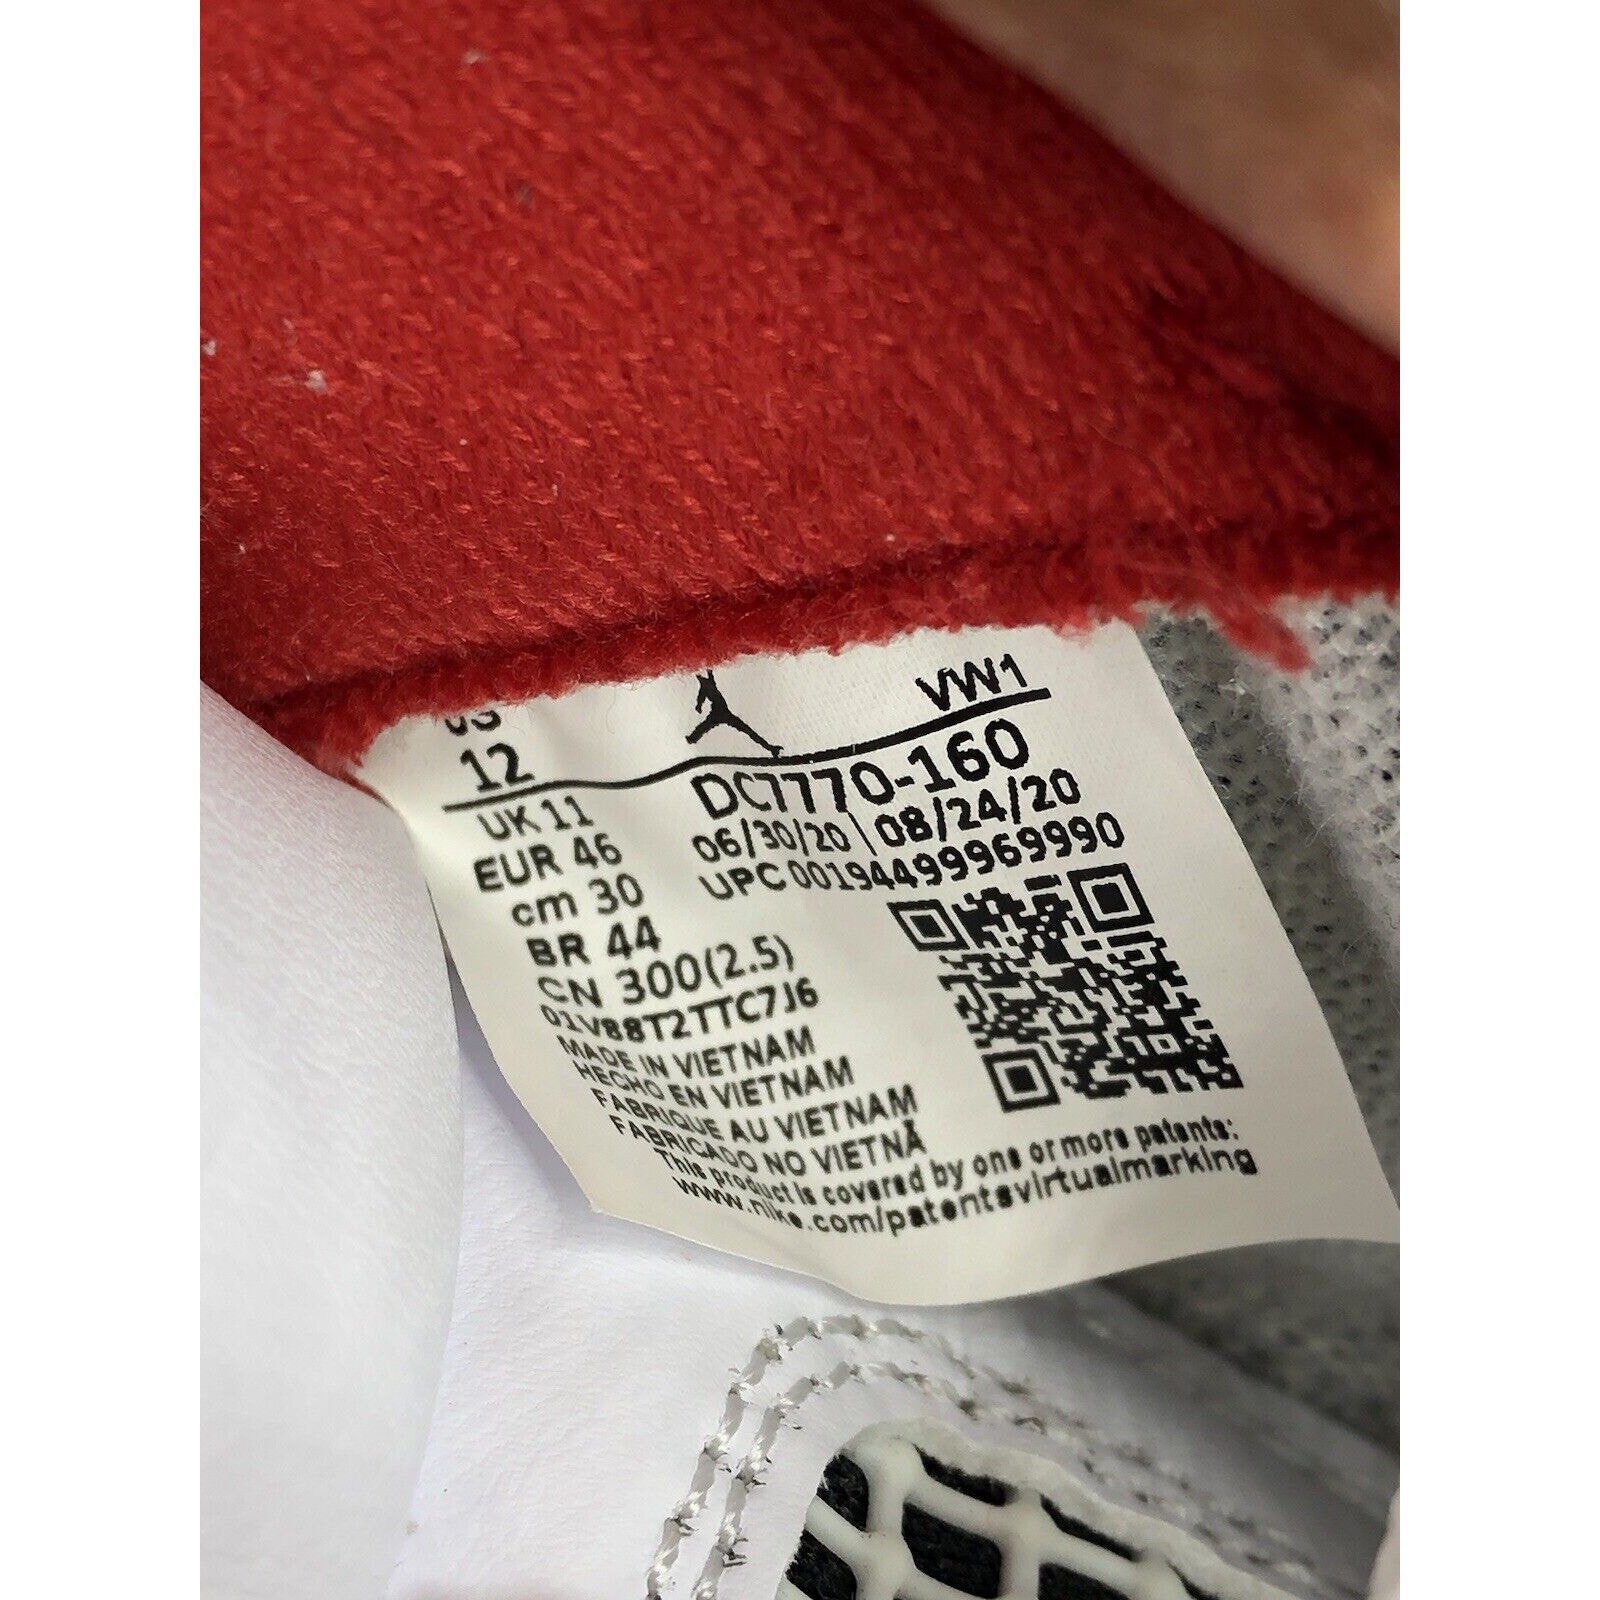 US
VW1
12
DC7770-160
UK 11
06/30/20 \ 08/24/20
EUR 46
UPC 00194499969990
cm 30
BR 44
CN 300(2.5)
01V88T2TTC7J6
MADE IN VIETNAM
HECHO EN VIETNAM
FABRIQUE AU VIETNAM
FABRICADO NO VIETNÃ
This product is covered by one or more patents:
www.nike.com/patentsvirtualmarking